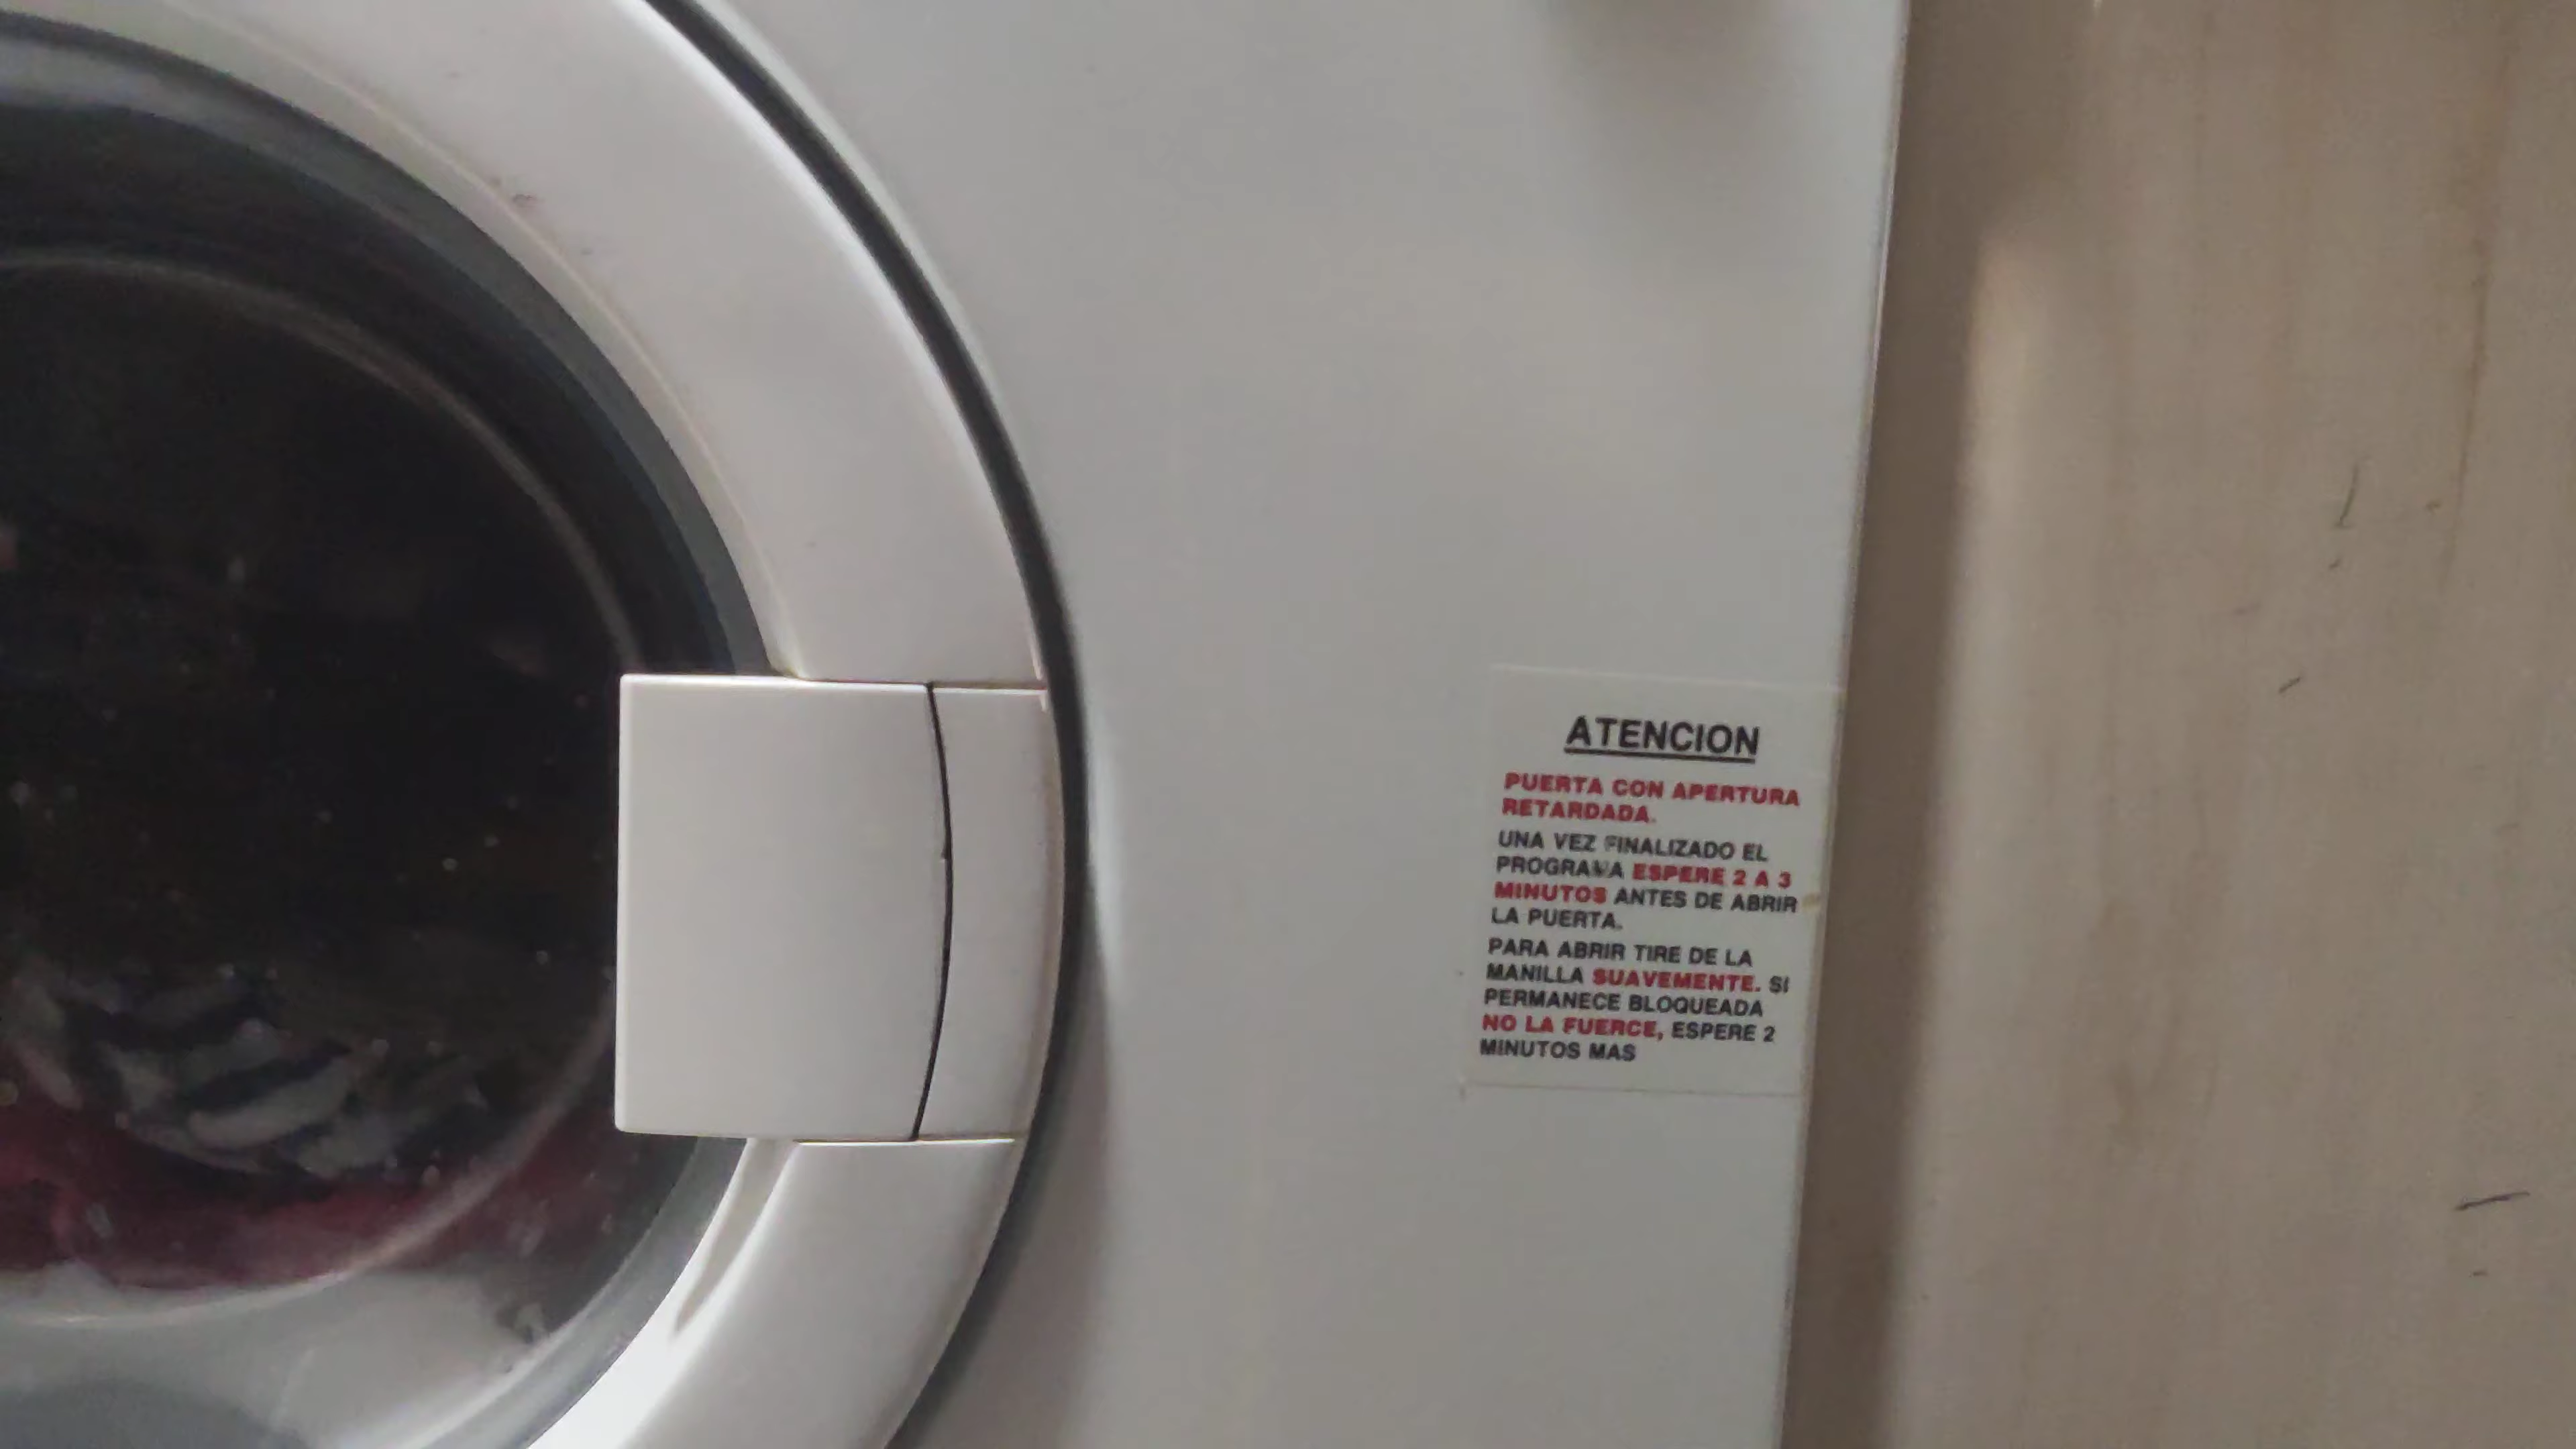 ATENCION
PUERTA CON APERTURA
RETARDADA.
UNA VEZ FINALIZADO EL
PROGRAMA ESPERE 2 A 3
MINUTOS ANTES DE ABRIR
LA PUERTA.
PARA ABRIR TIRE DE LA
MANILLA SUAVEMENTE. SI
PERMANECE BLOQUEADA
NO LA FUERCE, ESPERE 2
MINUTOS MAS